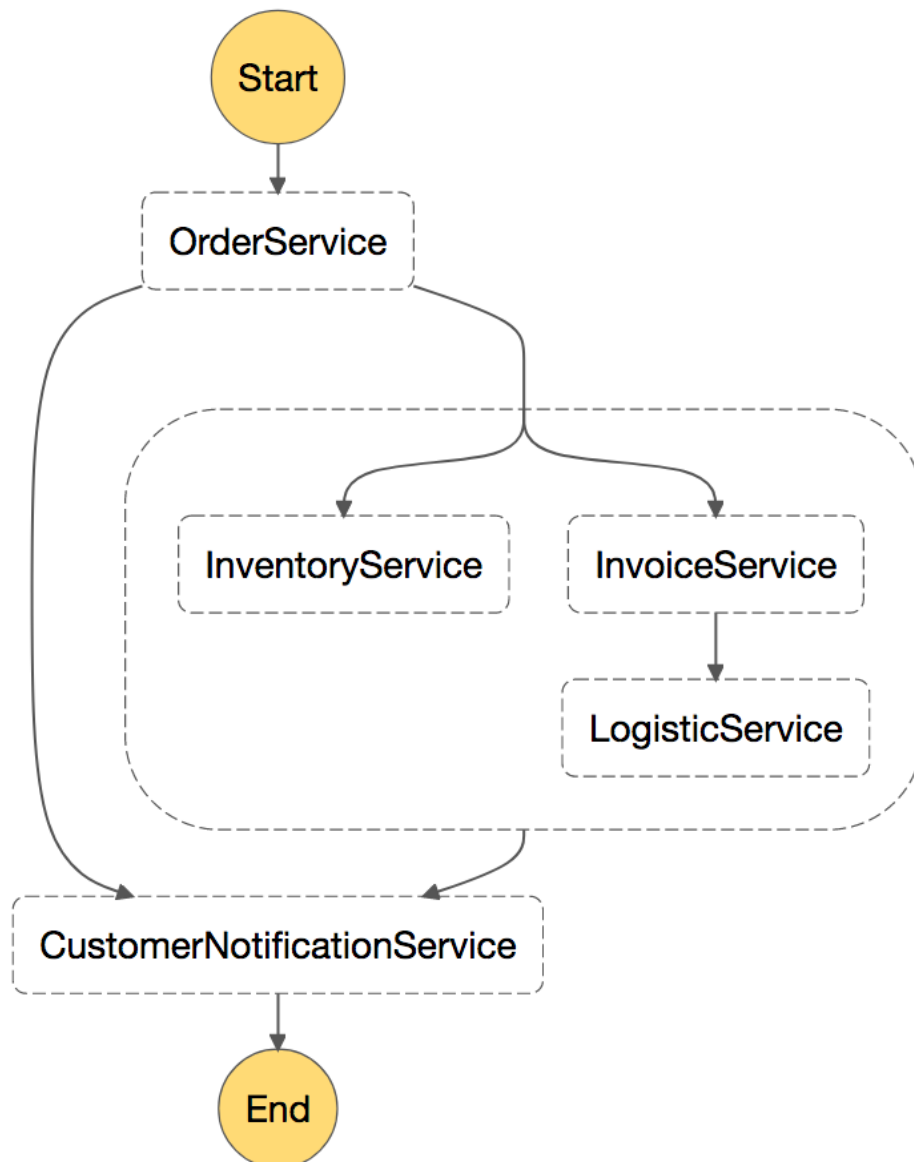 Start
OrderService
InventoryService
InvoiceService
LogisticService
CustomerNotificationService
End